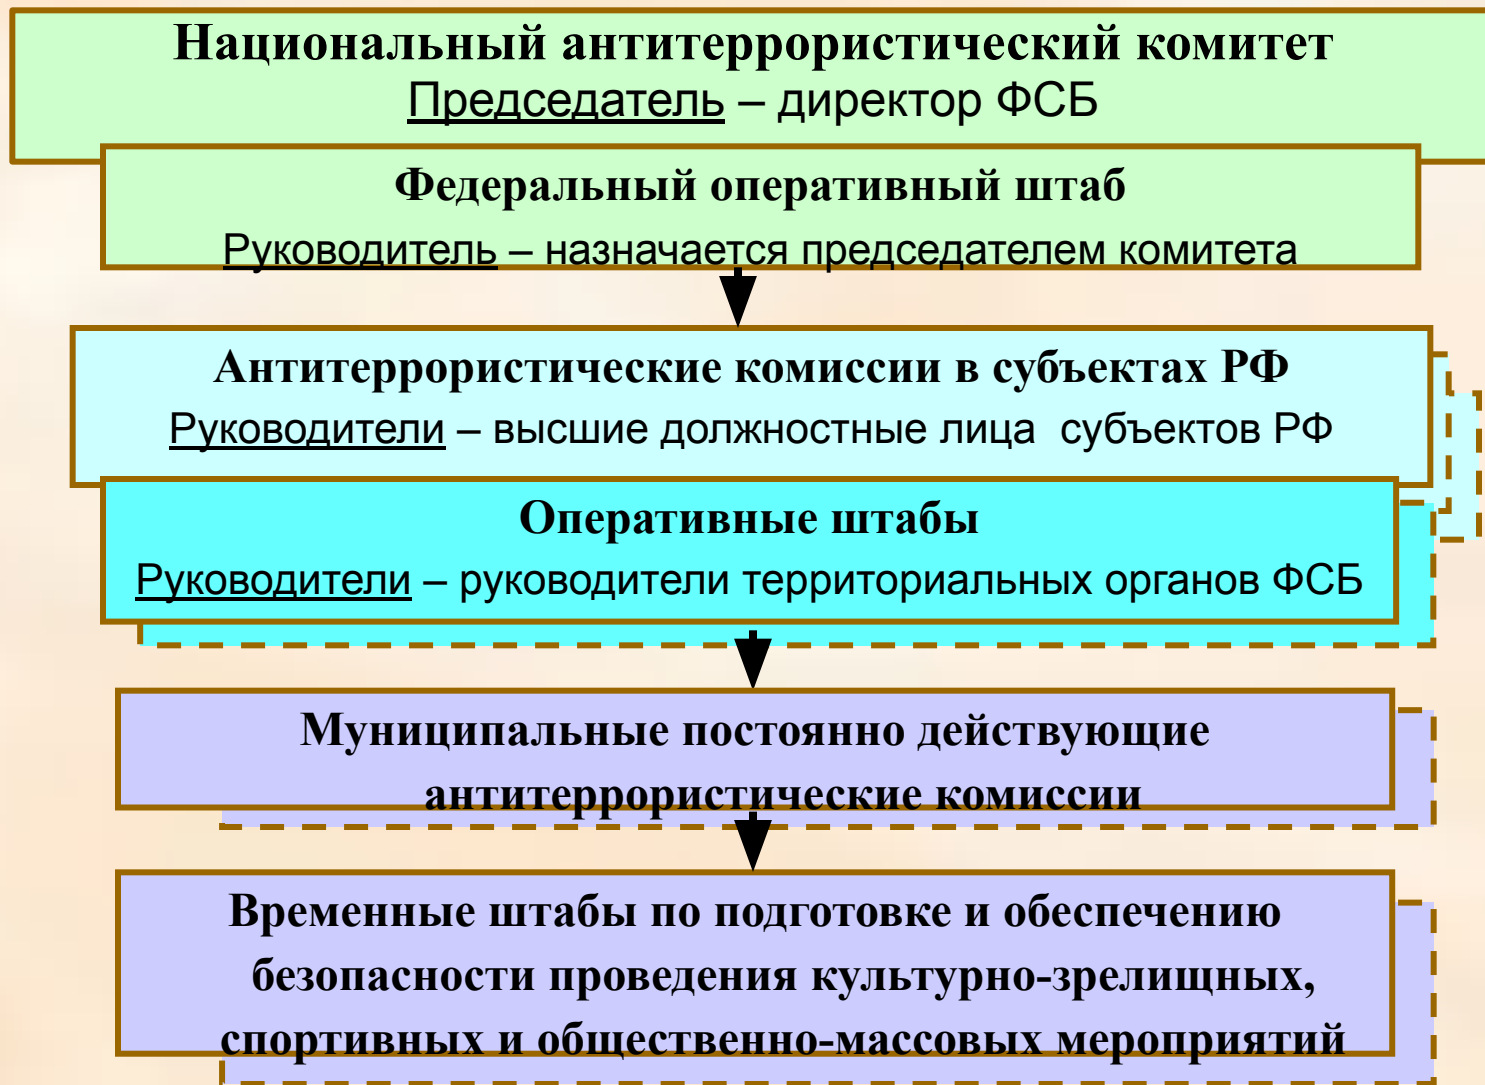 Национальный антитеррористический комитет
Председатель – директор ФСБ
Федеральный оперативный штаб
Руководитель – назначается председателем комитета
Антитеррористические комиссии в субъектах РФ
Руководители – высшие должностные лица субъектов РФ
Оперативные штабы
Руководители – руководители территориальных органов ФСБ
Муниципальные постоянно действующие
антитеррористические комиссии
Временные штабы по подготовке и обеспечению
безопасности проведения культурно-зрелищных,
спортивных и общественно-массовых мероприятий